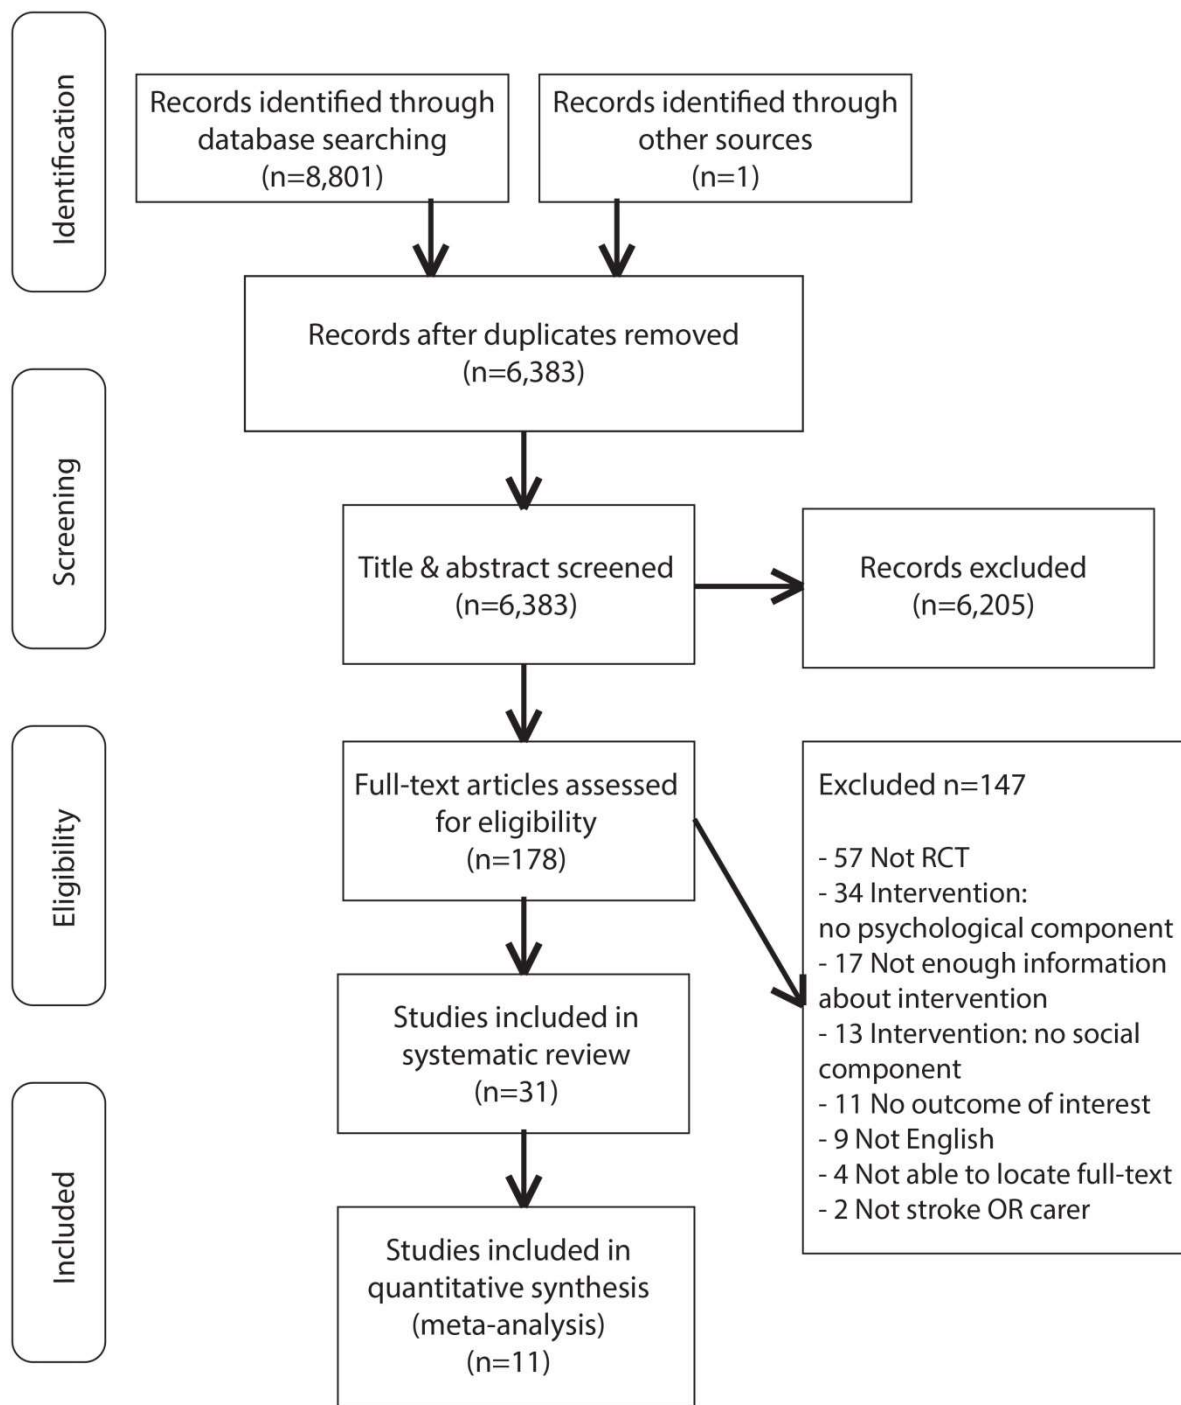 Identification
Records identified through
database searching
(n=8,801)
Records identified through
other sources
(n=1)
Records after duplicates removed
(n=6,383)
Screening
Title & abstract screened
(n=6,383)
Records excluded
(n=6,205)
Eligibility
Full-text articles assessed
for eligibility
(n=178)
Excluded n=147
- 57 Not RCT
- 34 Intervention:
no psychological component
- 17 Not enough information
about intervention
- 13 Intervention: no social
component
- 11 No outcome of interest
- 9 Not English
- 4 Not able to locate full-text
- 2 Not stroke OR carer
Studies included in
systematic review
(n=31)
Included
Studies included in
quantitative synthesis
(meta-analysis)
(n=11)